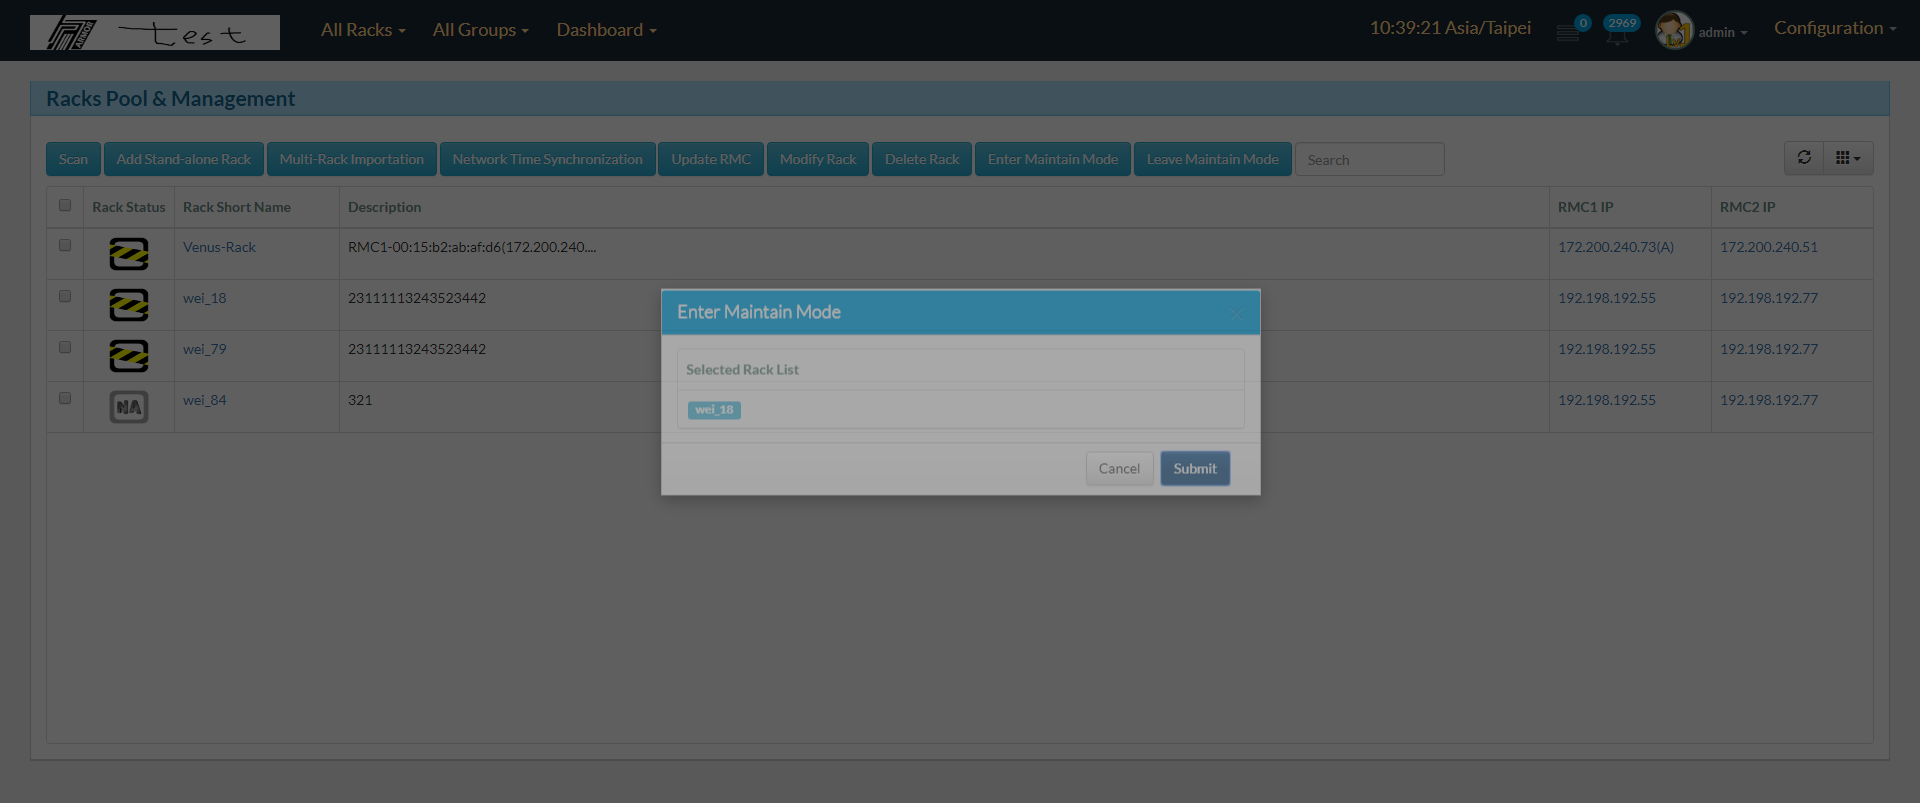 ARMOR test All Racks All Groups Dashboard 10:39:21 Asia/Taipei 0 2969 admin Configuration
Racks Pool & Management
Scan Add Stand-alone Rack Multi-Rack Importation Network Time Synchronization Update RMC Modify Rack Delete Rack Enter Maintain Mode Leave Maintain Mode Search
Rack Status Rack Short Name Description RMC1 IP RMC2 IP
Venus-Rack RMC1-00:15:b2:ab:af:d6(172.200.240.... 172.200.240.73(A) 172.200.240.51
wei_18 23111113243523442 192.198.192.55 192.198.192.77
wei_79 23111113243523442 192.198.192.55 192.198.192.77
NA wei_84 321 192.198.192.55 192.198.192.77
Enter Maintain Mode
Selected Rack List
wei_18
Cancel Submit